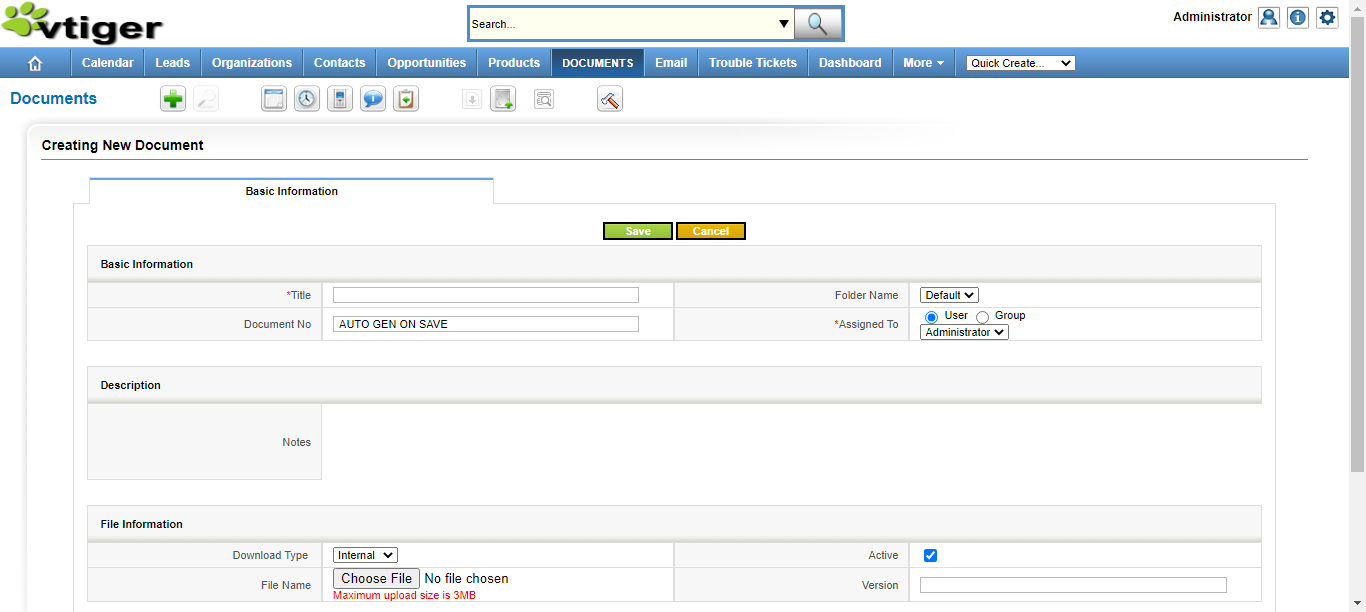 vtiger
Search...
Administrator
Calendar Leads Organizations Contacts Opportunities Products DOCUMENTS Email Trouble Tickets Dashboard More Quick Create...
Documents
Creating New Document
Basic Information
Save Cancel
Basic Information
*Title Folder Name Default
Document No AUTO GEN ON SAVE *Assigned To User Group
Administrator
Description
Notes
File Information
Download Type Internal Active
File Name Choose File No file chosen Version
Maximum upload size is 3MB